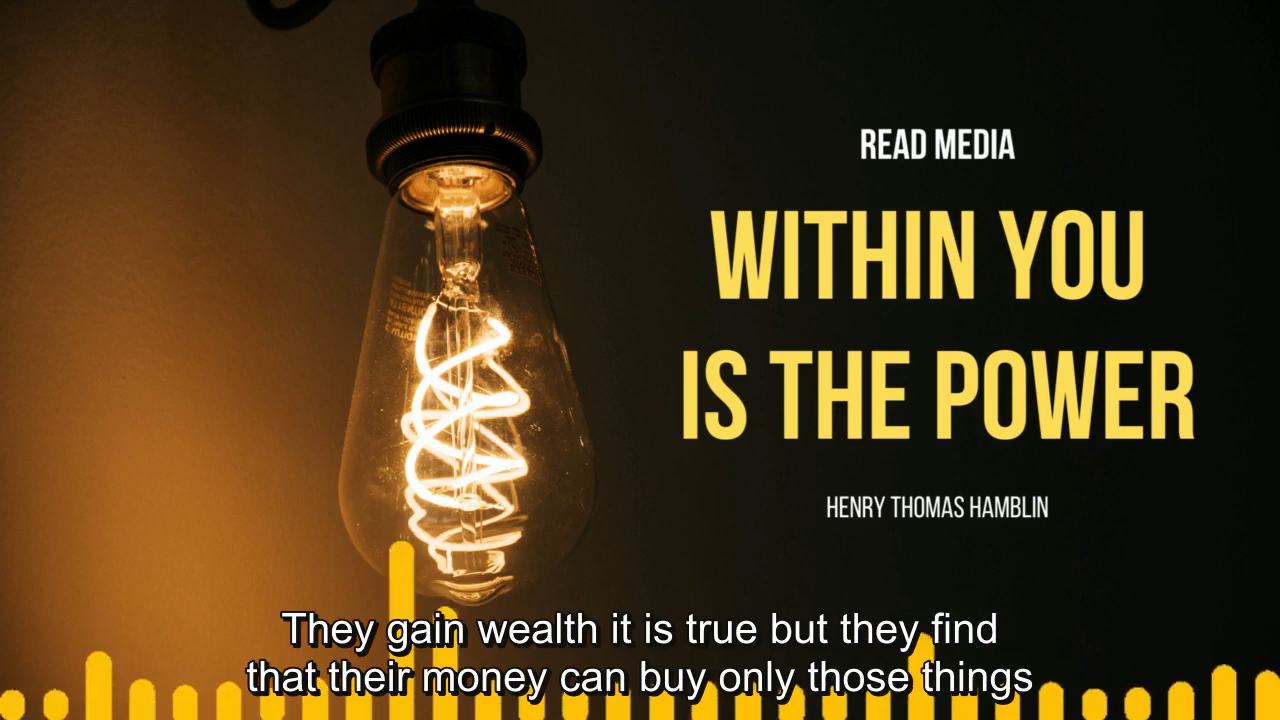 READ MEDIA
WITHIN YOU
IS THE POWER
HENRY THOMAS HAMBLIN
They gain wealth it is true but they find
that their money can buy only those things